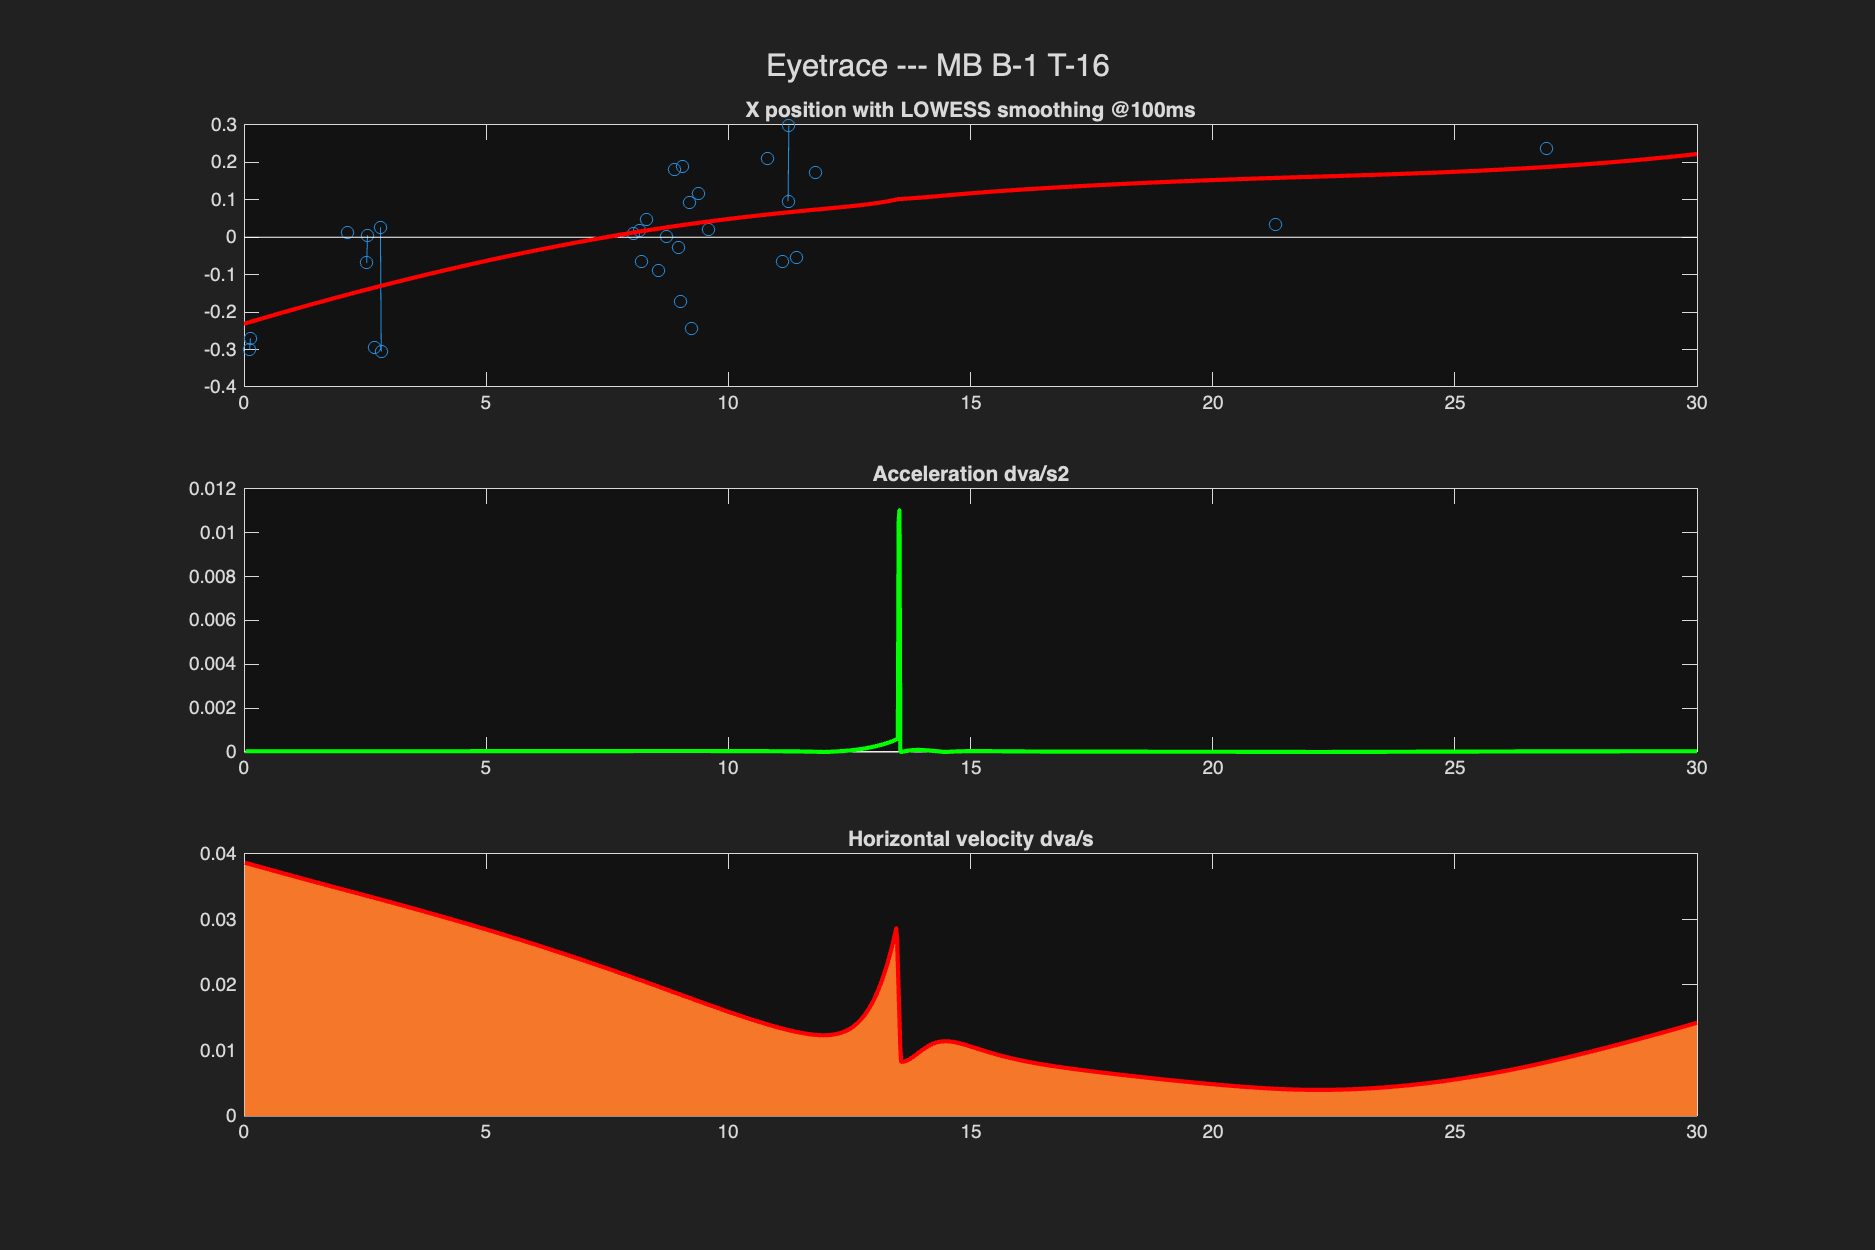 Eyetrace --- MB B-1 T-16
X position with LOWESS smoothing @100ms
0.3
0.2
0.1
0
-0.1
-0.2
-0.3
-0.4
0 5 10 15 20 25 30
Acceleration dva/s2
0.012
0.01
0.008
0.006
0.004
0.002
0
0 5 10 15 20 25 30
Horizontal velocity dva/s
0.04
0.03
0.02
0.01
0
0 5 10 15 20 25 30